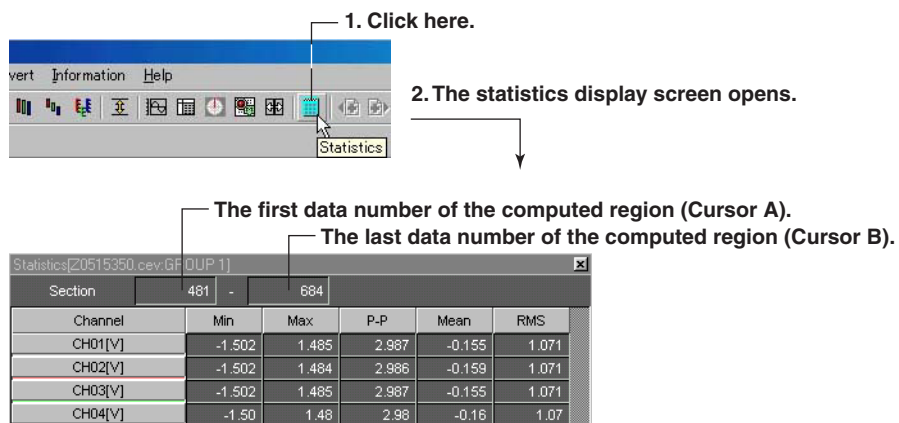 1. Click here.
vert Information Help
Statistics
2. The statistics display screen opens.
The first data number of the computed region (Cursor A).
The last data number of the computed region (Cursor B).
Statistics[Z0515350.cev:GROUP 1]
Section 481 - 684
Channel Min Max P-P Mean RMS
CH01[V] -1.502 1.485 2.987 -0.155 1.071
CH02[V] -1.502 1.484 2.986 -0.159 1.071
CH03[V] -1.502 1.485 2.987 -0.155 1.071
CH04[V] -1.50 1.48 2.98 -0.16 1.07